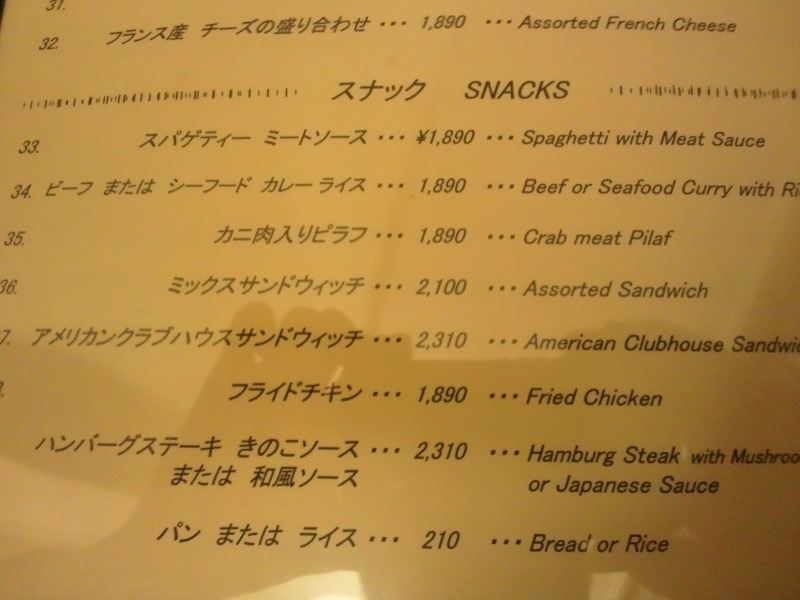 31.
32. フランス産 チーズの盛り合わせ ・・・ 1,890 ・・・ Assorted French Cheese
スナック SNACKS
33. スパゲティー ミートソース ・・・ ¥1,890 ・・・ Spaghetti with Meat Sauce
34. ビーフ または シーフード カレーライス ・・・ 1,890 ・・・ Beef or Seafood Curry with Ri
35. カニ肉入りピラフ ・・・ 1,890 ・・・ Crab meat Pilaf
36. ミックスサンドウィッチ ・・・ 2,100 ・・・ Assorted Sandwich
7. アメリカンクラブハウスサンドウィッチ ・・・ 2,310 ・・・ American Clubhouse Sandwic
フライドチキン ・・・ 1,890 ・・・ Fried Chicken
ハンバーグステーキ きのこソース ・・・ 2,310 ・・・ Hamburg Steak with Mushroo
または 和風ソース or Japanese Sauce
パン または ライス ・・・ 210 ・・・ Bread or Rice